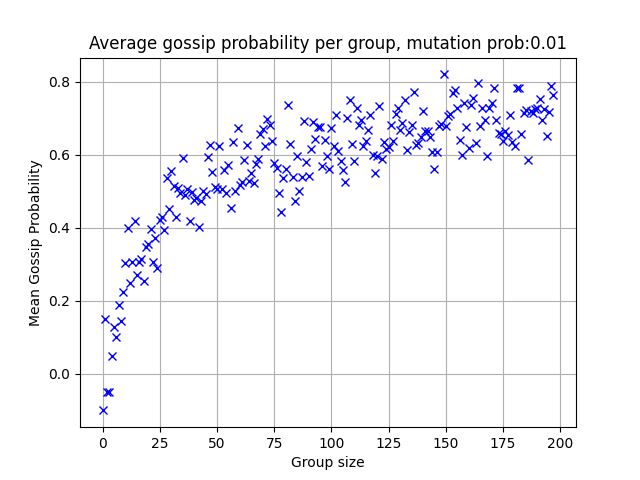 Average gossip probability per group, mutation prob:0.01
0.8
0.6
0.4
0.2
0.0
Mean Gossip Probability
0 25 50 75 100 125 150 175 200
Group size